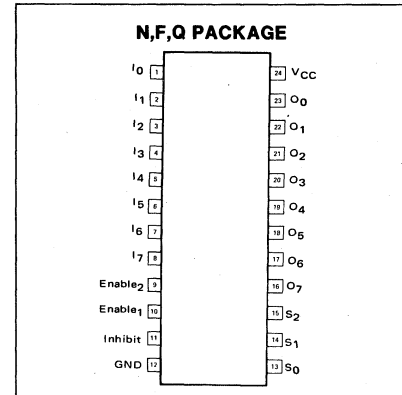 N,F,Q PACKAGE
I0 1 24 VCC
I1 2 23 O0
I2 3 22 O1
I3 4 21 O2
I4 5 20 O3
I5 6 19 O4
I6 7 18 O5
I7 8 17 O6
Enable2 9 16 O7
Enable1 10 15 S2
Inhibit 11 14 S1
GND 12 13 S0